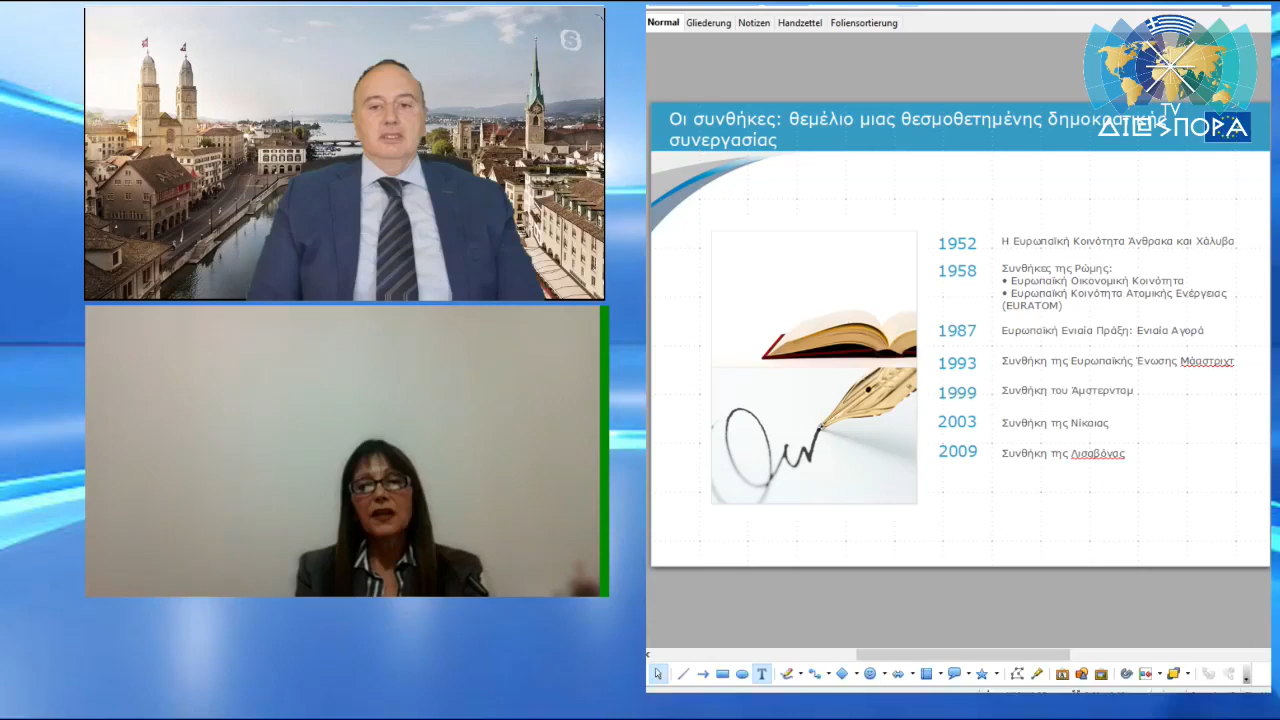 Normal Gliederung Notizen Handzettel Foliensortierung
TV
ΔΙΑΣΠΟΡΑ
Οι συνθήκες: θεμέλιο μιας θεσμοθετημένης δημοκρατικής
συνεργασίας
1952 Η Ευρωπαϊκή Κοινότητα Άνθρακα και Χάλυβα
1958 Συνθήκες της Ρώμης:
• Ευρωπαϊκή Οικονομική Κοινότητα
• Ευρωπαϊκή Κοινότητα Ατομικής Ενέργειας
(EURATOM)
1987 Ευρωπαϊκή Ενιαία Πράξη: Ενιαία Αγορά
1993 Συνθήκη της Ευρωπαϊκής Ένωσης Μάαστριχτ
1999 Συνθήκη του Άμστερνταμ
2003 Συνθήκη της Νίκαιας
2009 Συνθήκη της Λισαβόνας